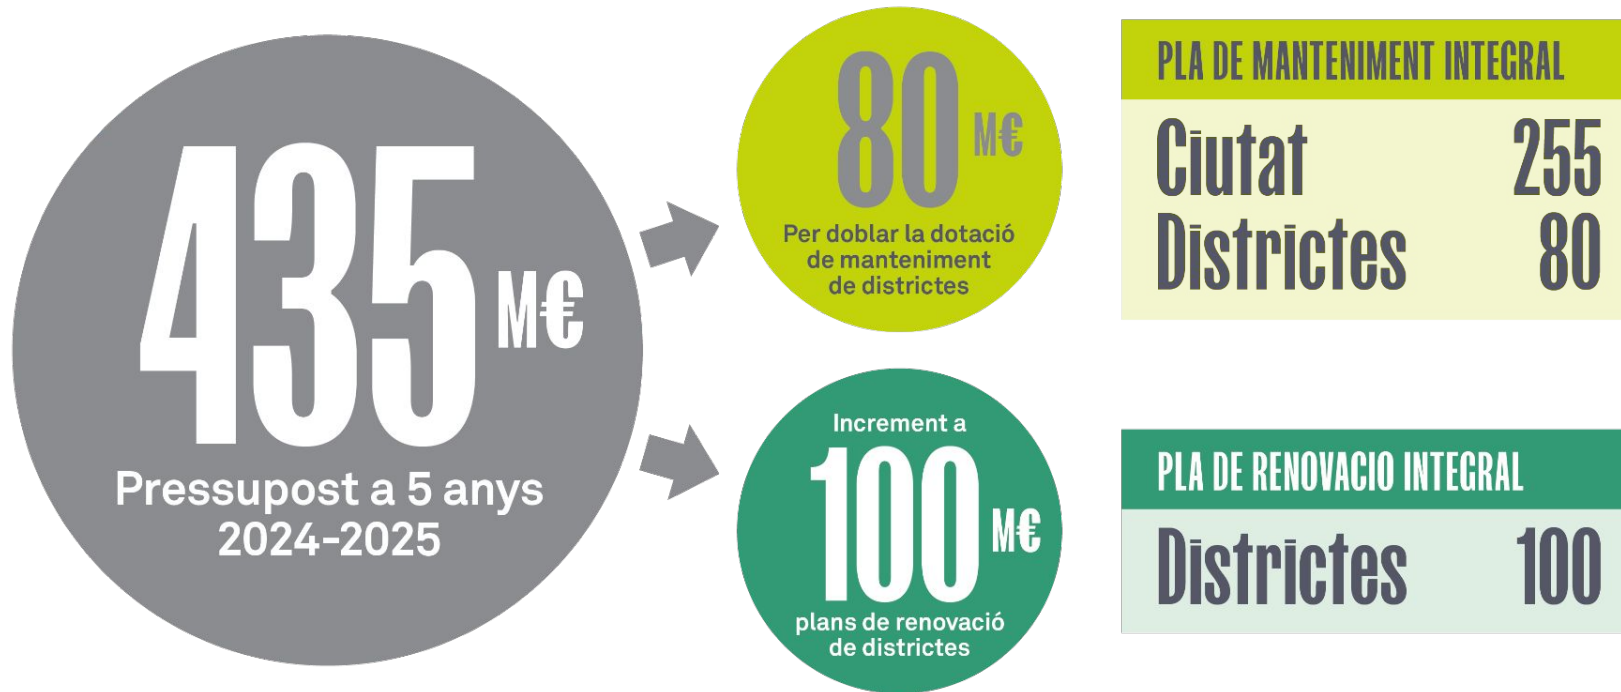 435 M€
Pressupost a 5 anys
2024-2025
80 M€
Per doblar la dotació
de manteniment
de districtes
Increment a
100 M€
plans de renovació
de districtes
PLA DE MANTENIMENT INTEGRAL
Ciutat 255
Districtes 80
PLA DE RENOVACIO INTEGRAL
Districtes 100